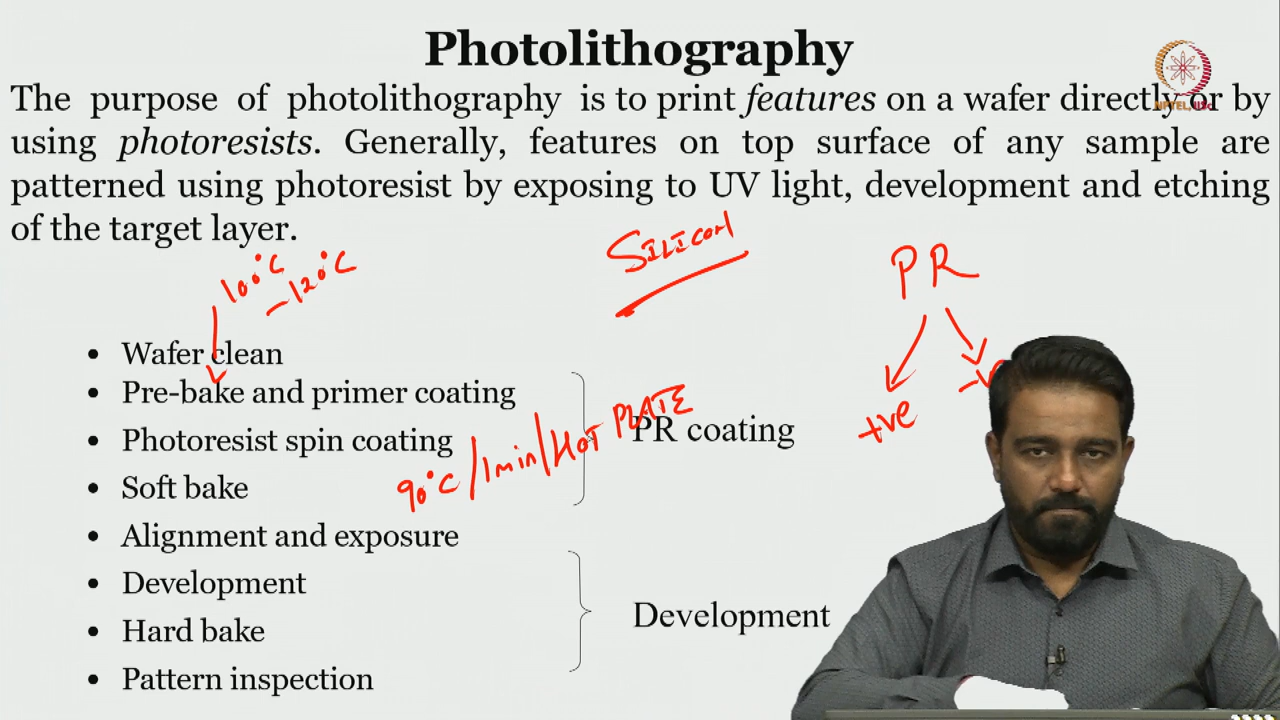 Photolithography
The purpose of photolithography is to print features on a wafer directly or by
using photoresists. Generally, features on top surface of any sample are
patterned using photoresist by exposing to UV light, development and etching
of the target layer.
SILICON
PR
+ve
-v
100°C
-120°C
• Wafer clean
• Pre-bake and primer coating
• Photoresist spin coating
• Soft bake
90°C/1min/HOT PLATE
PR coating
• Alignment and exposure
• Development
• Hard bake
• Pattern inspection
Development